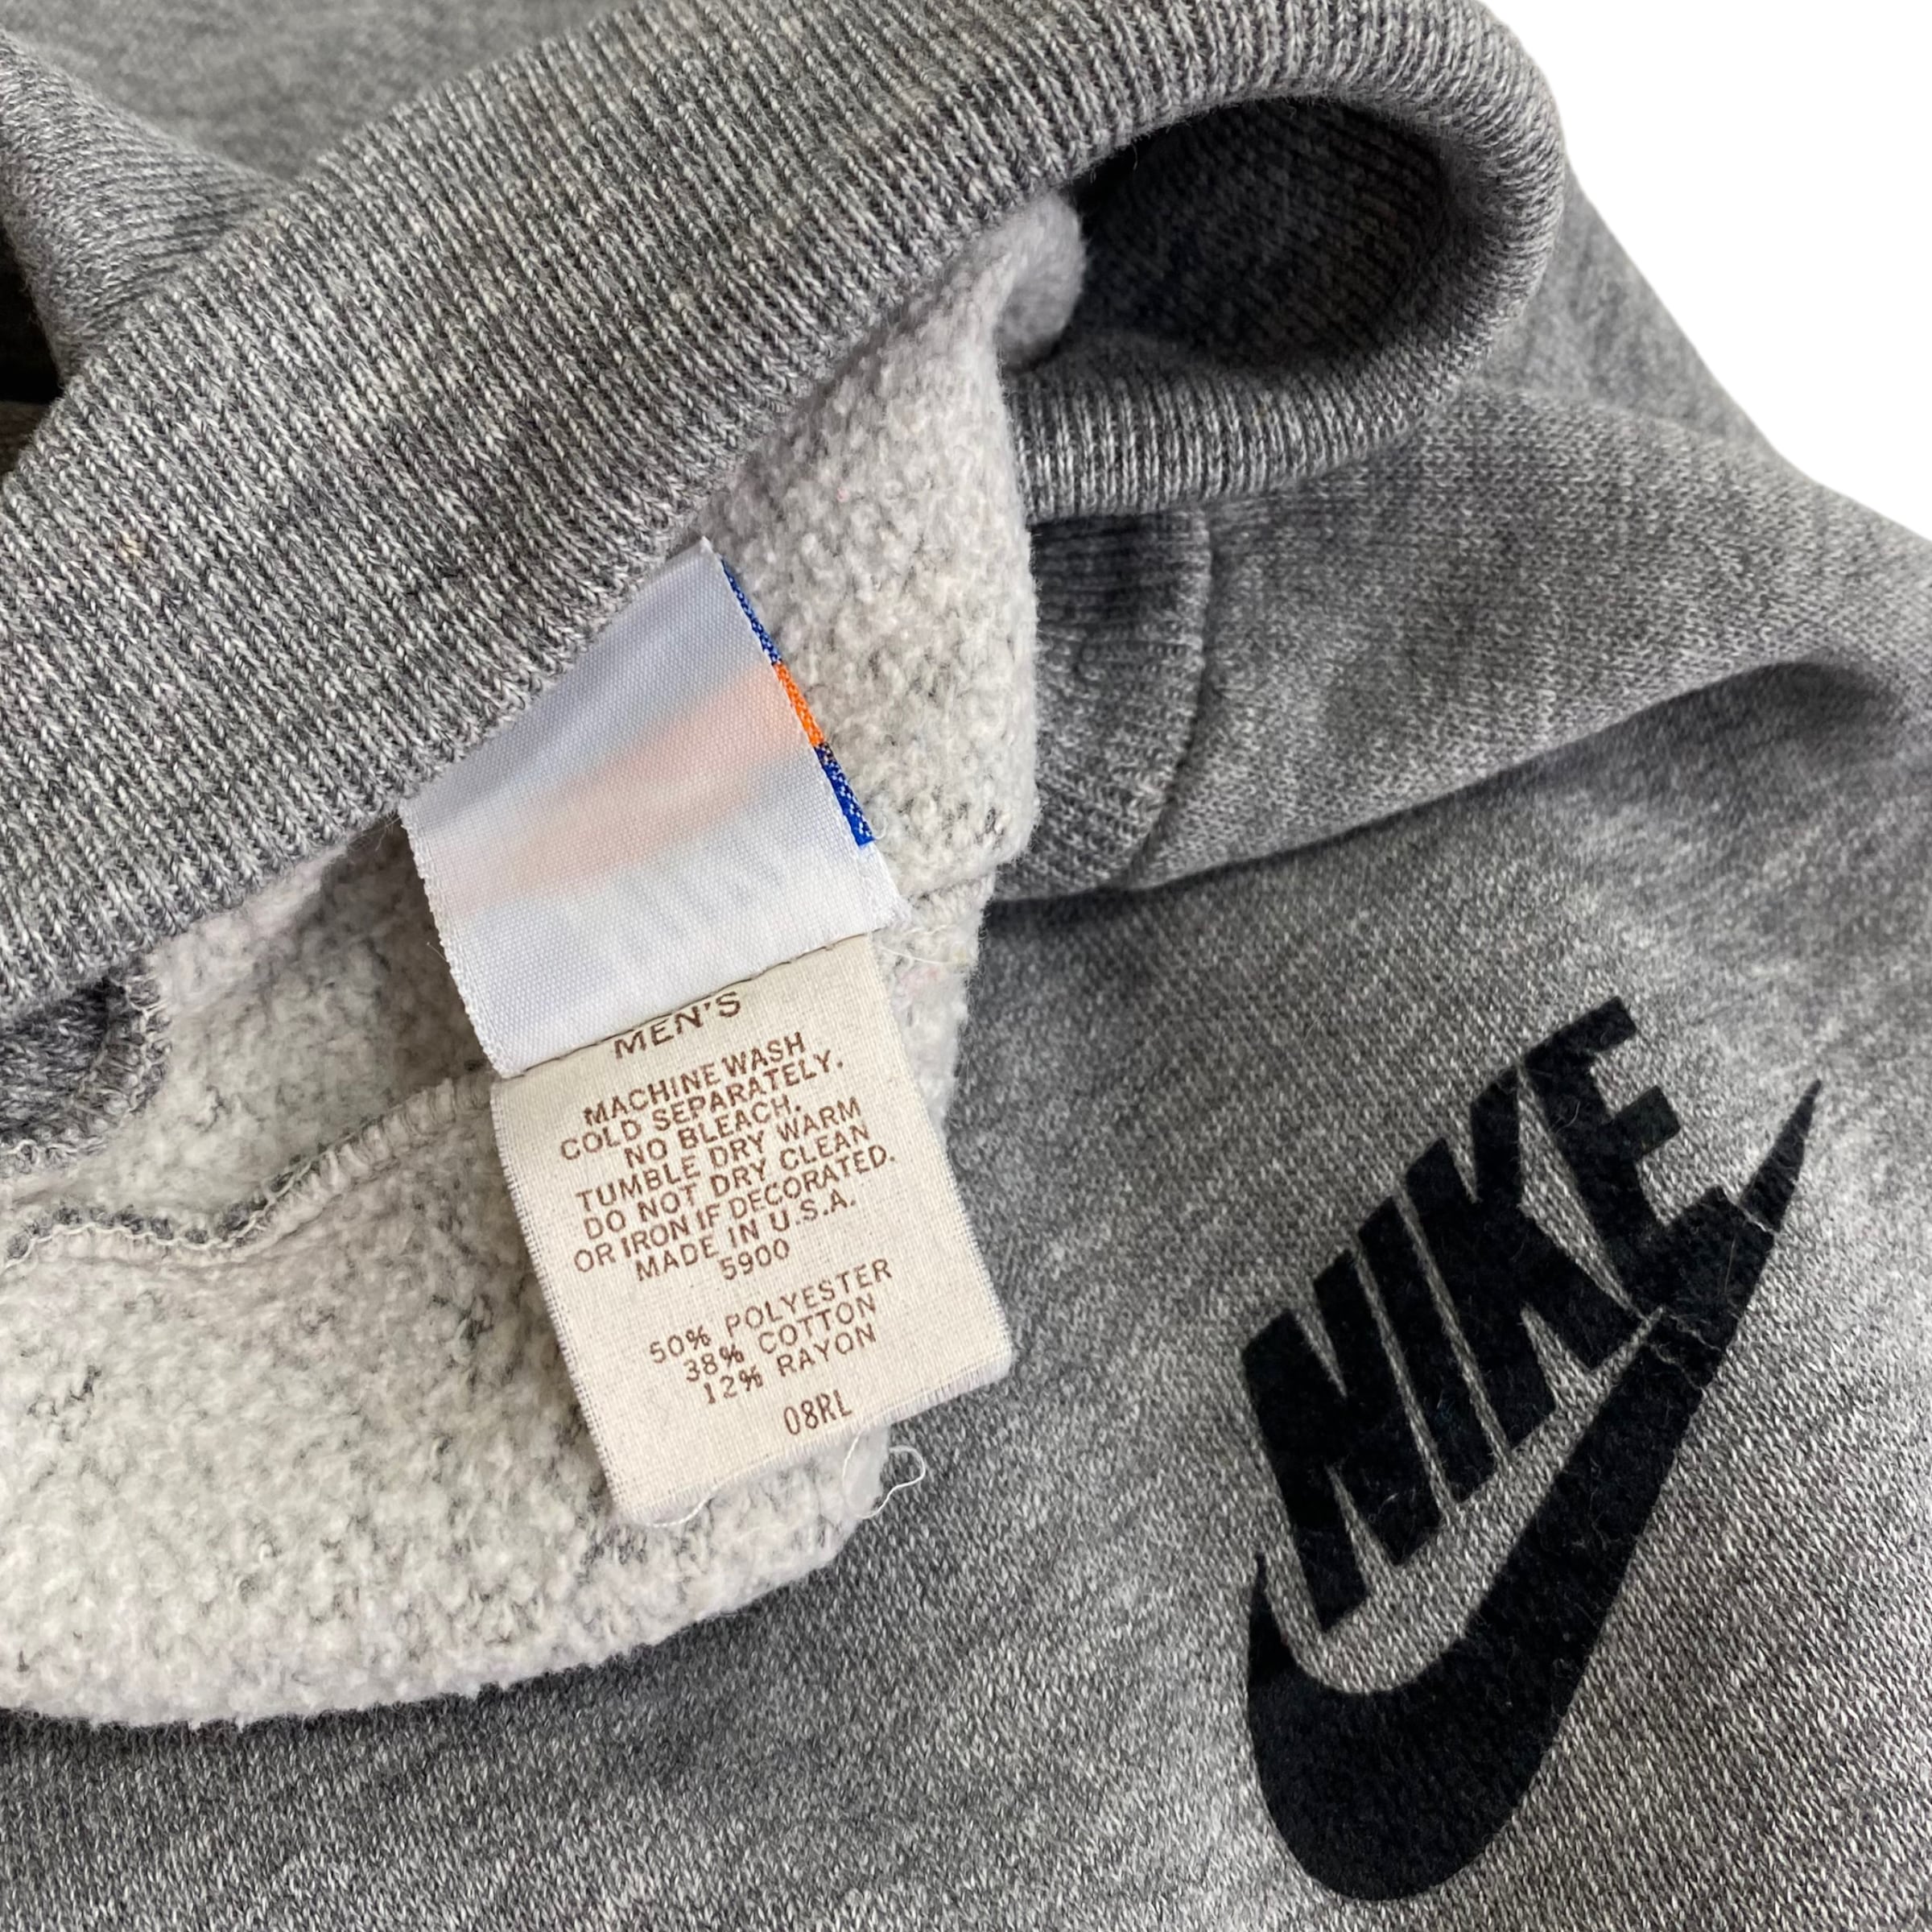 MEN'S
MACHINE WASH
COLD SEPARATELY.
NO BLEACH.
TUMBLE DRY WARM
DO NOT DRY CLEAN
OR IRON IF DECORATED.
MADE IN U.S.A.
5900
50% POLYESTER
38% COTTON
12% RAYON
08RL
NIKE